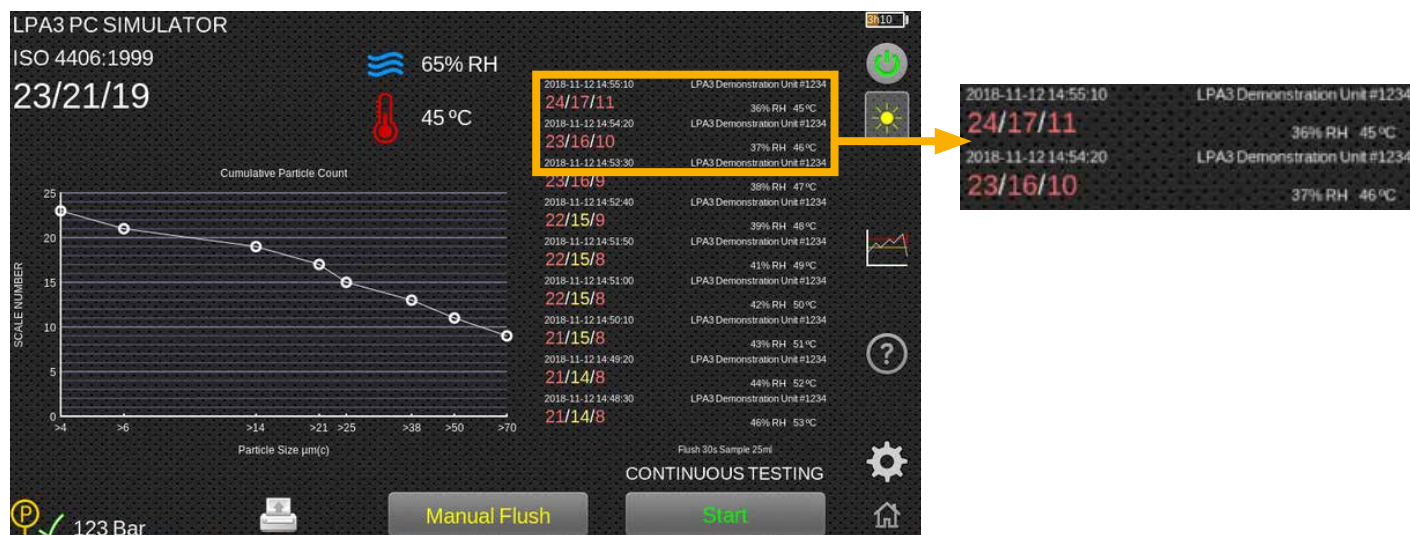 LPA3 PC SIMULATOR
3h10
ISO 4406:1999
23/21/19
65% RH
45 ºC
2018-11-12 14:55:10 LPA3 Demonstration Unit #1234
24/17/11 36% RH 45 ºC
2018-11-12 14:54:20 LPA3 Demonstration Unit #1234
23/16/10 37% RH 46 ºC
2018-11-12 14:53:30 LPA3 Demonstration Unit #1234
23/16/9 38% RH 47 ºC
2018-11-12 14:52:40 LPA3 Demonstration Unit #1234
22/15/9 39% RH 48 ºC
2018-11-12 14:51:50 LPA3 Demonstration Unit #1234
22/15/8 41% RH 49 ºC
2018-11-12 14:51:00 LPA3 Demonstration Unit #1234
22/15/8 42% RH 50 ºC
2018-11-12 14:50:10 LPA3 Demonstration Unit #1234
21/15/8 43% RH 51 ºC
2018-11-12 14:49:20 LPA3 Demonstration Unit #1234
21/14/8 44% RH 52 ºC
2018-11-12 14:48:30 LPA3 Demonstration Unit #1234
21/14/8 46% RH 53 ºC
Cumulative Particle Count
SCALE NUMBER
25
20
15
10
5
0
>4 >6 >14 >21 >25 >38 >50 >70
Particle Size µm(c)
Flush 30s Sample 25ml
CONTINUOUS TESTING
?
P
123 Bar
Manual Flush
Start
2018-11-12 14:55:10 LPA3 Demonstration Unit #1234
24/17/11 36% RH 45 ºC
2018-11-12 14:54:20 LPA3 Demonstration Unit #1234
23/16/10 37% RH 46 ºC